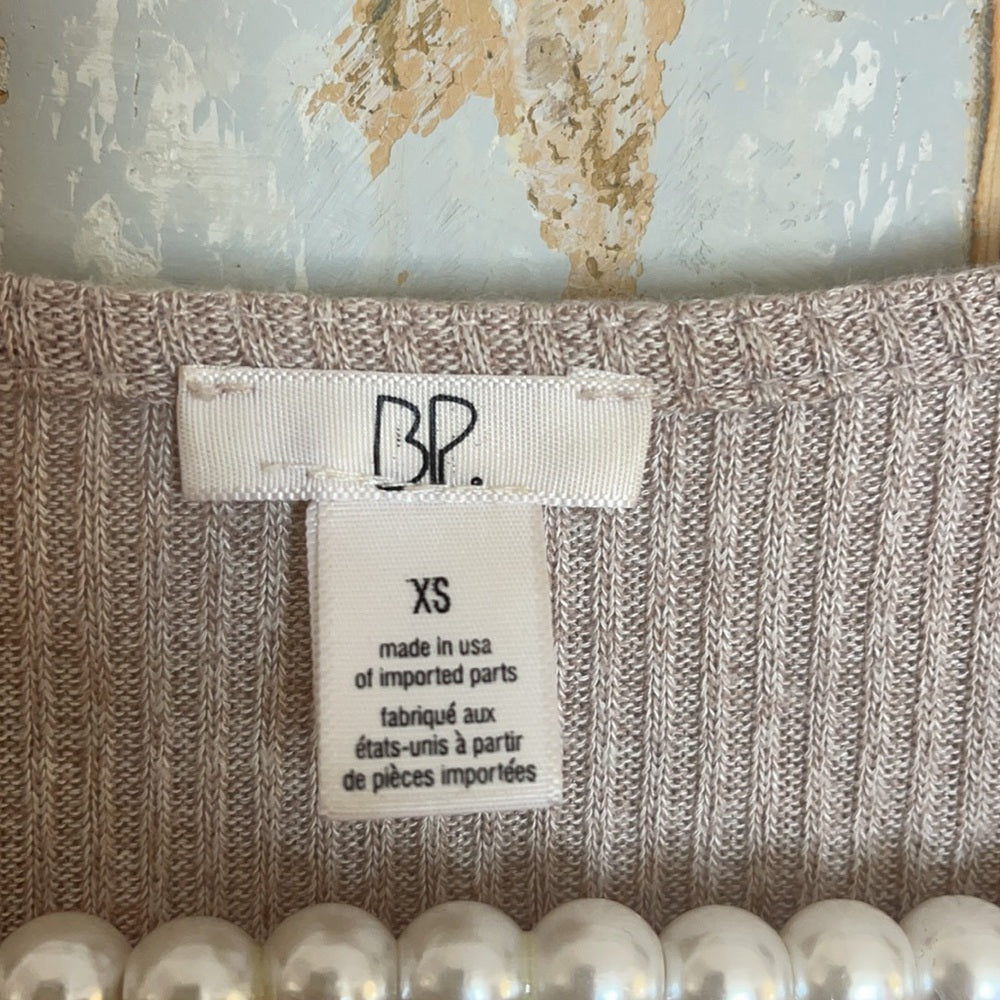 BP.
XS
made in usa
of imported parts
fabriqué aux
états-unis à partir
de pièces importées